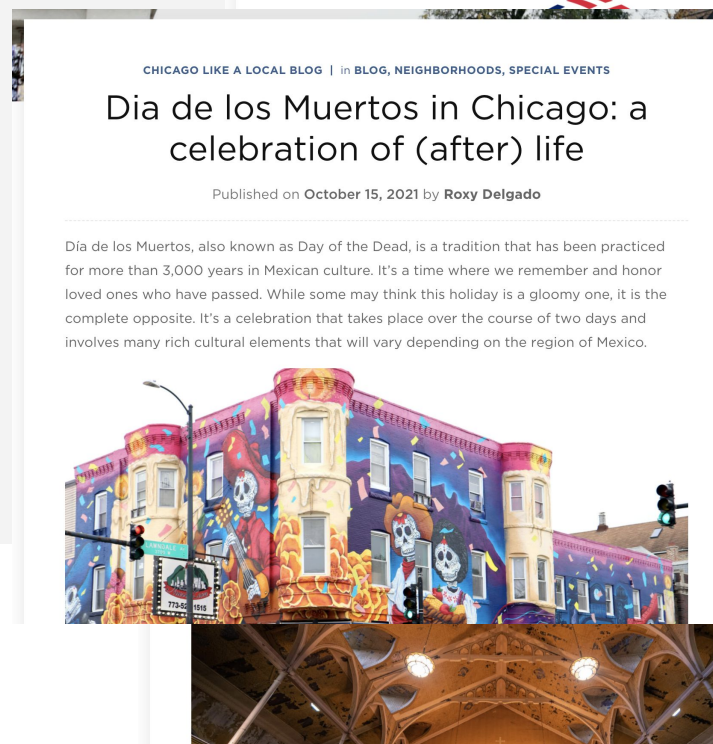 CHICAGO LIKE A LOCAL BLOG | in BLOG, NEIGHBORHOODS, SPECIAL EVENTS
Dia de los Muertos in Chicago: a
celebration of (after) life
Published on October 15, 2021 by Roxy Delgado
Día de los Muertos, also known as Day of the Dead, is a tradition that has been practiced
for more than 3,000 years in Mexican culture. It’s a time where we remember and honor
loved ones who have passed. While some may think this holiday is a gloomy one, it is the
complete opposite. It’s a celebration that takes place over the course of two days and
involves many rich cultural elements that will vary depending on the region of Mexico.
1515